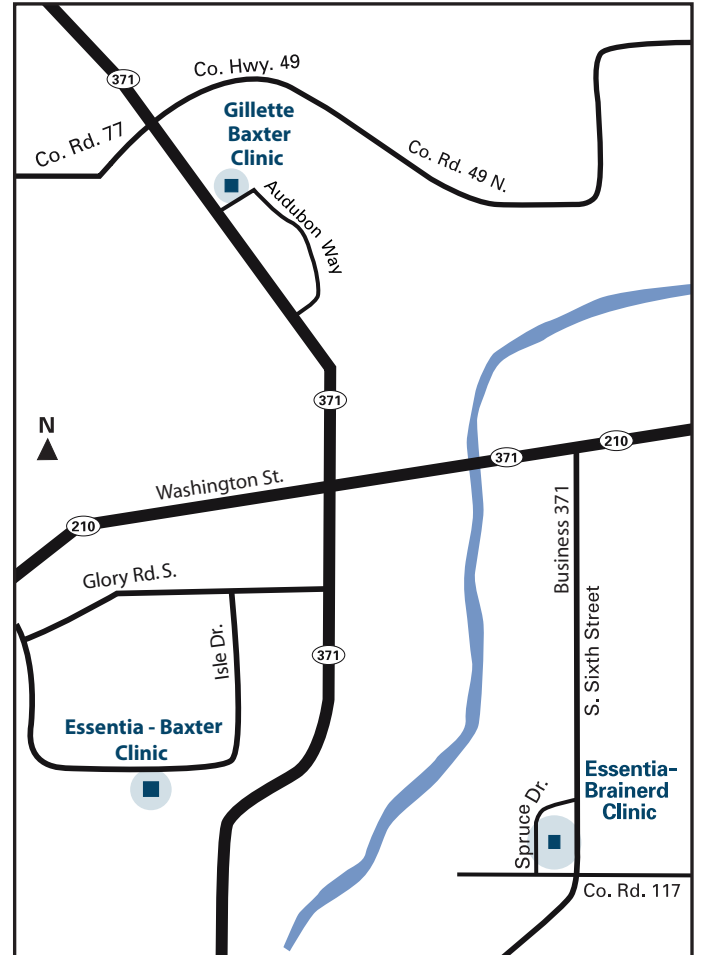 Co. Hwy. 49
371
Co. Rd. 77
Gillette
Baxter
Clinic
Co. Rd. 49 N.
Audubon Way
371
N
210
371
Washington St.
210
Business 371
Glory Rd. S.
S. Sixth Street
Isle Dr.
371
Essentia - Baxter
Clinic
Essentia–
Brainerd
Clinic
Spruce Dr.
Co. Rd. 117